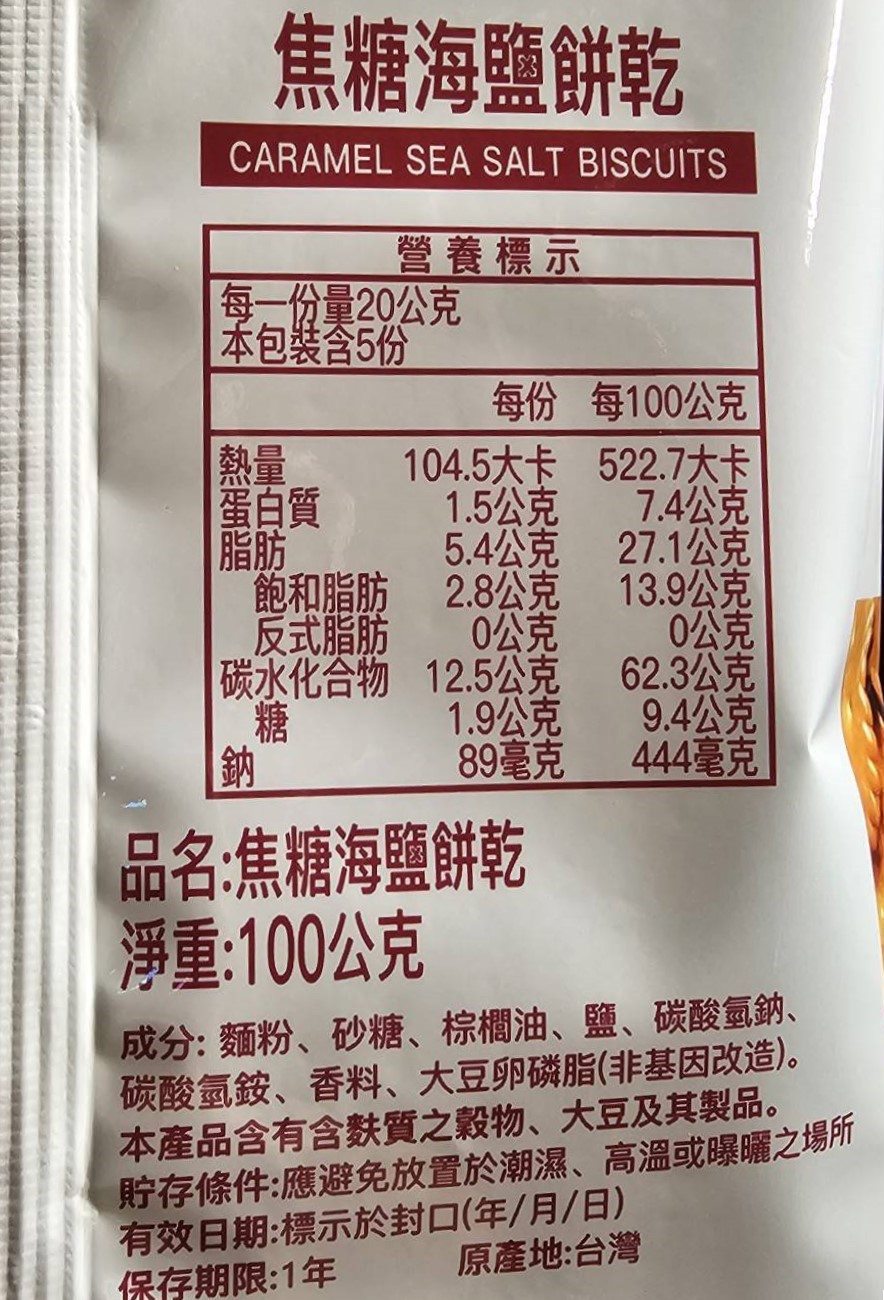 焦糖海鹽餅乾
CARAMEL SEA SALT BISCUITS
營養標示
每一份量20公克
本包裝含5份
每份 每100公克
熱量 104.5大卡 522.7大卡
蛋白質 1.5公克 7.4公克
脂肪 5.4公克 27.1公克
飽和脂肪 2.8公克 13.9公克
反式脂肪 0公克 0公克
碳水化合物 12.5公克 62.3公克
糖 1.9公克 9.4公克
鈉 89毫克 444毫克
品名:焦糖海鹽餅乾
淨重:100公克
成分: 麵粉、砂糖、棕櫚油、鹽、碳酸氫鈉、
碳酸氫銨、香料、大豆卵磷脂(非基因改造)。
本產品含有含麩質之穀物、大豆及其製品。
貯存條件:應避免放置於潮濕、高溫或曝曬之場所
有效日期:標示於封口(年/月/日)
保存期限:1年 原產地:台灣